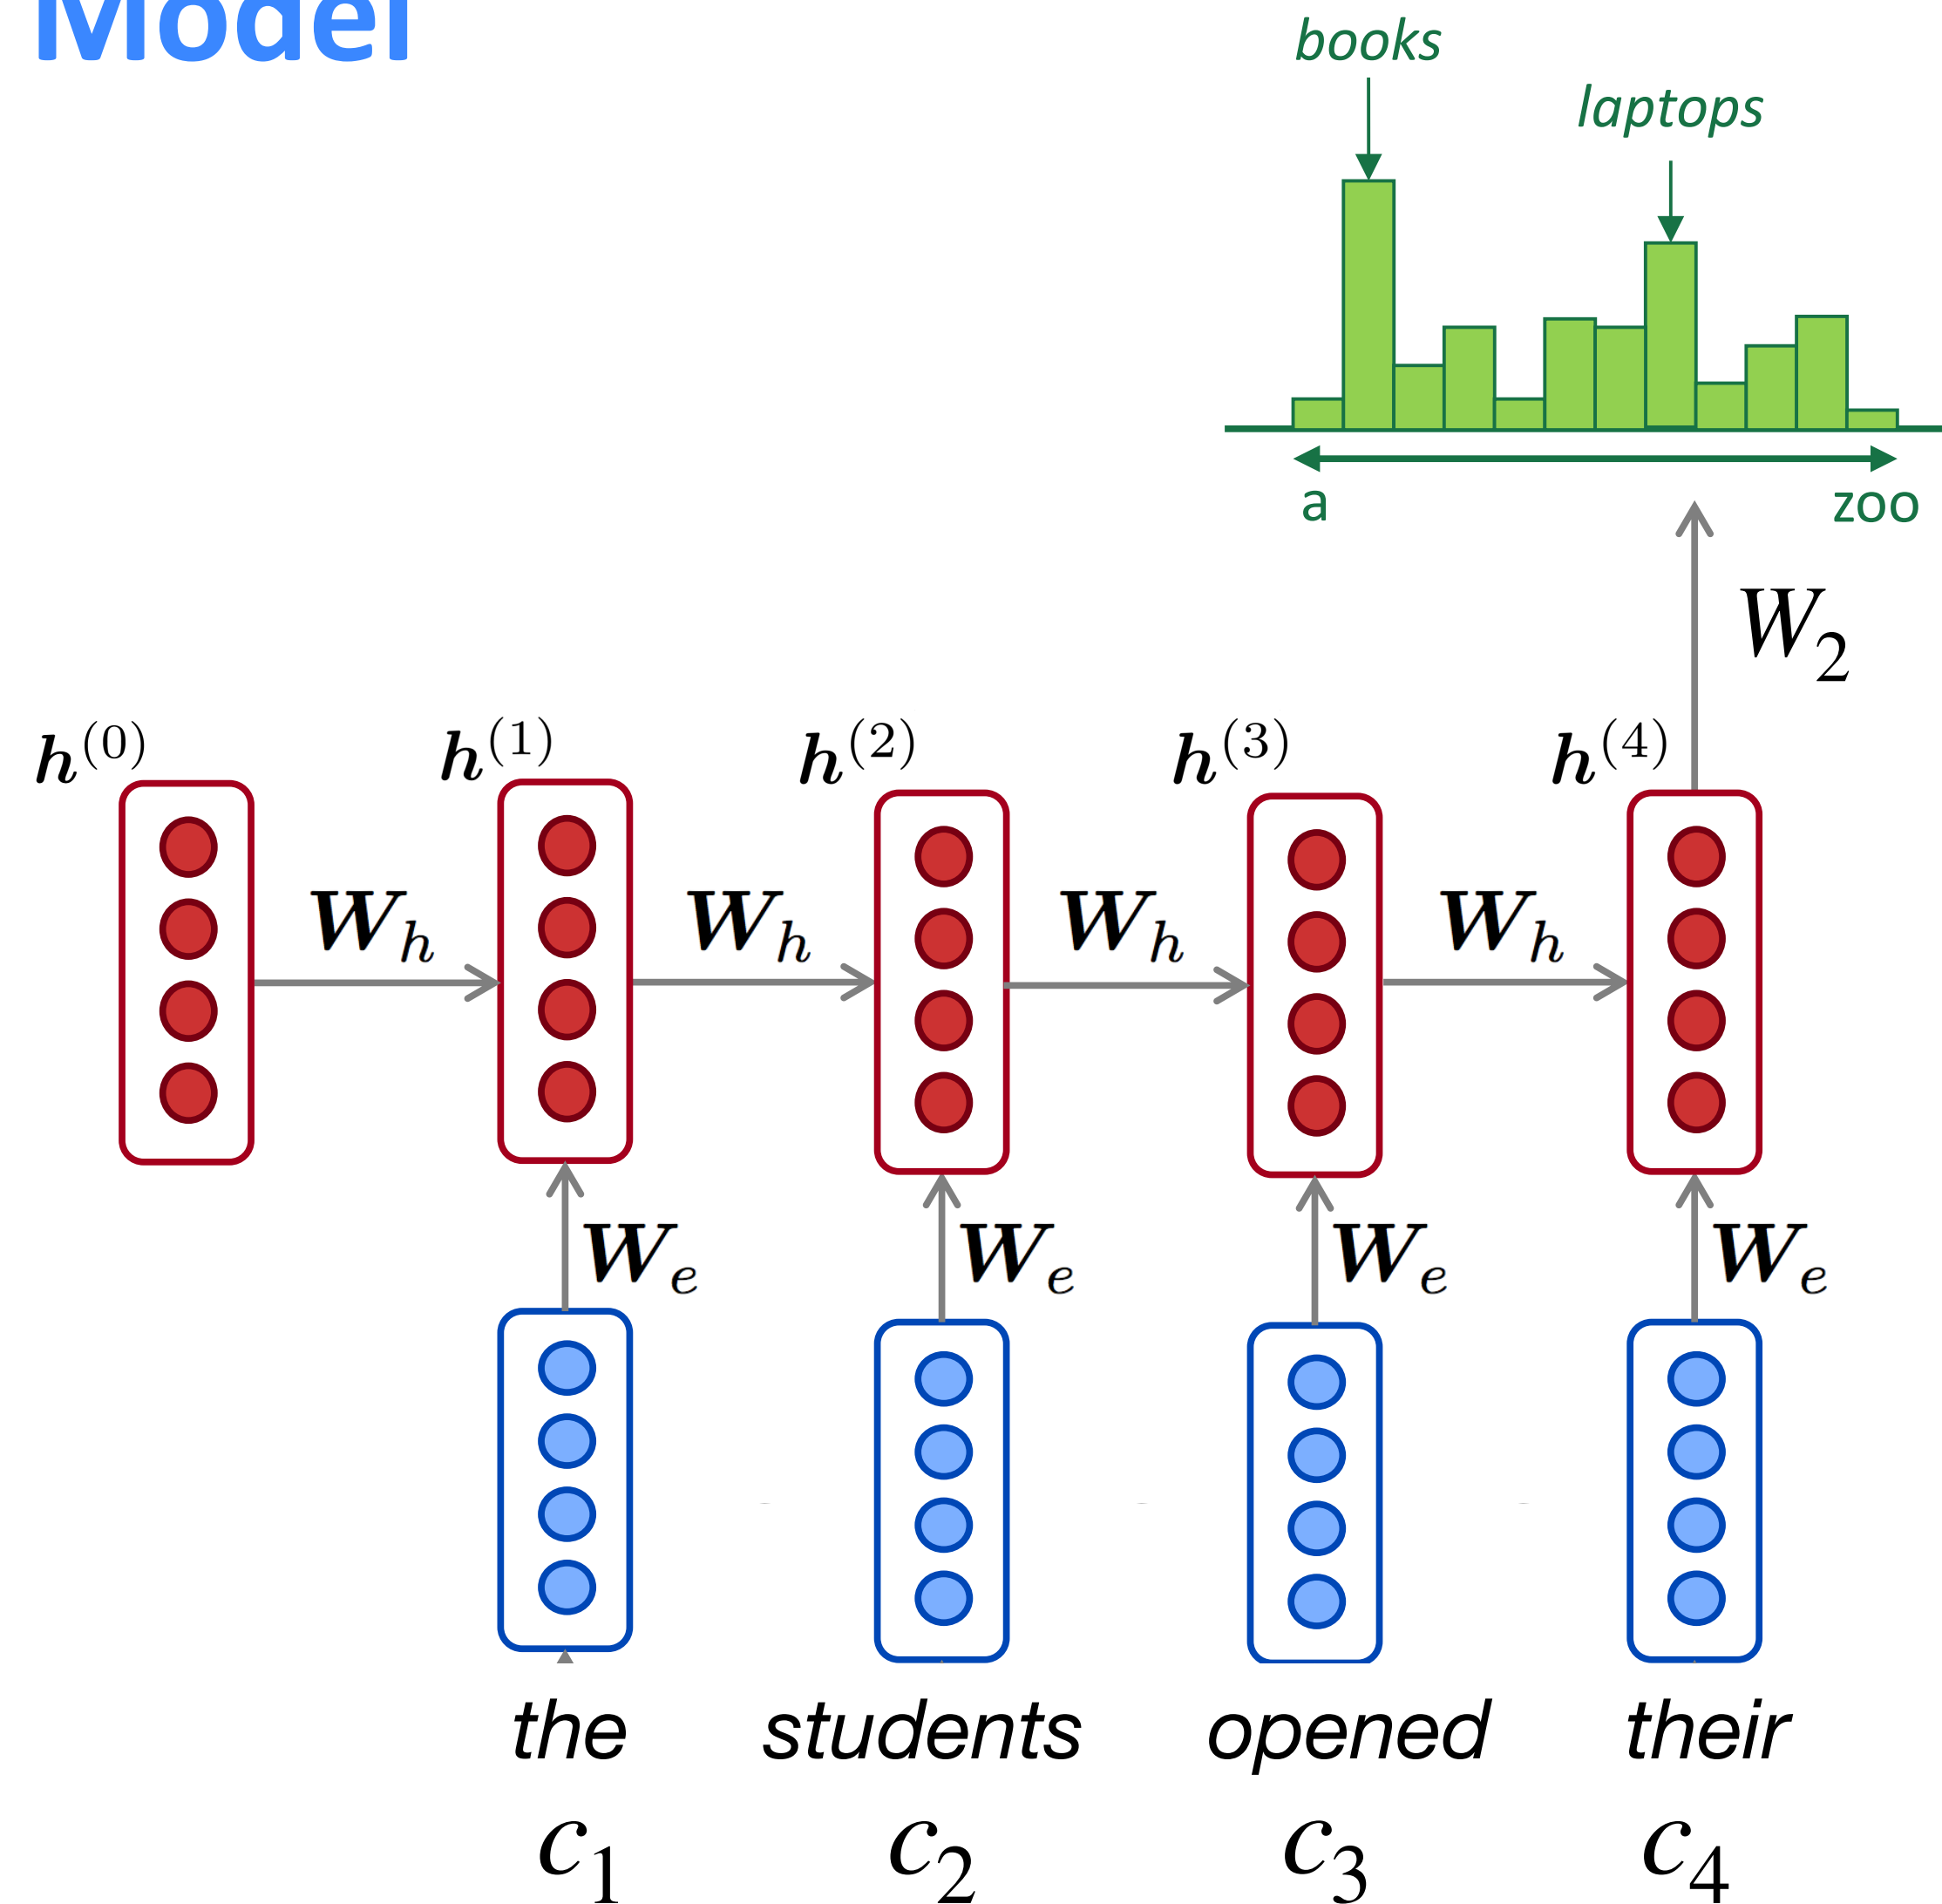 Model
books
laptops
a zoo
W₂
h⁽⁰⁾ h⁽¹⁾ h⁽²⁾ h⁽³⁾ h⁽⁴⁾
Wₕ Wₕ Wₕ Wₕ
Wₑ Wₑ Wₑ Wₑ
the students opened their
c₁ c₂ c₃ c₄